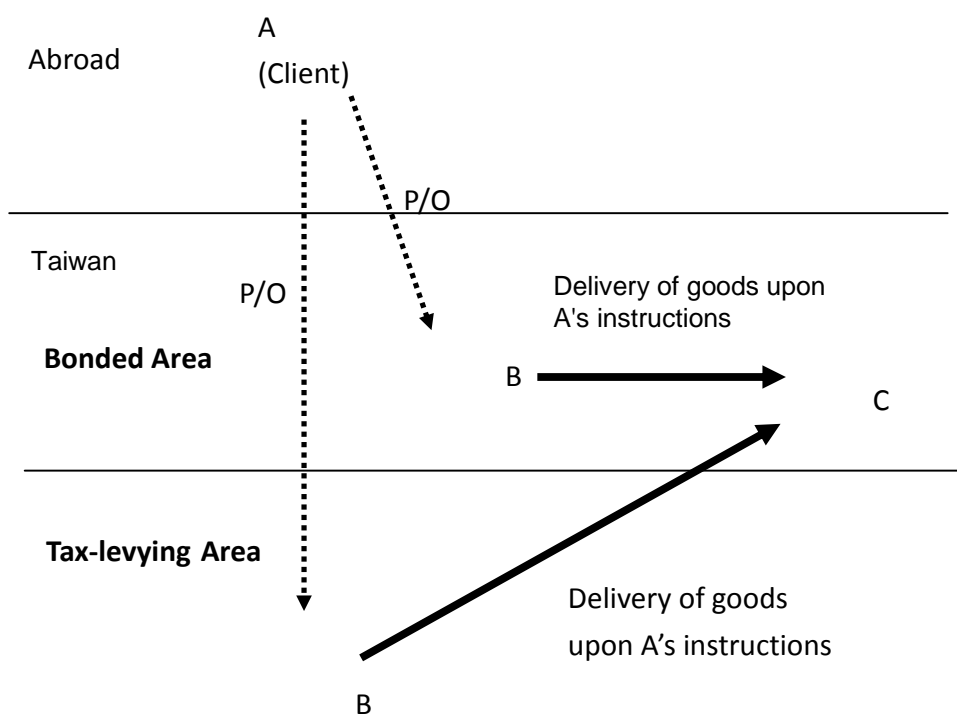 A
Abroad
(Client)
P/O
Taiwan
P/O
Delivery of goods upon
A's instructions
Bonded Area
B
C
Tax-levying Area
Delivery of goods
upon A’s instructions
B